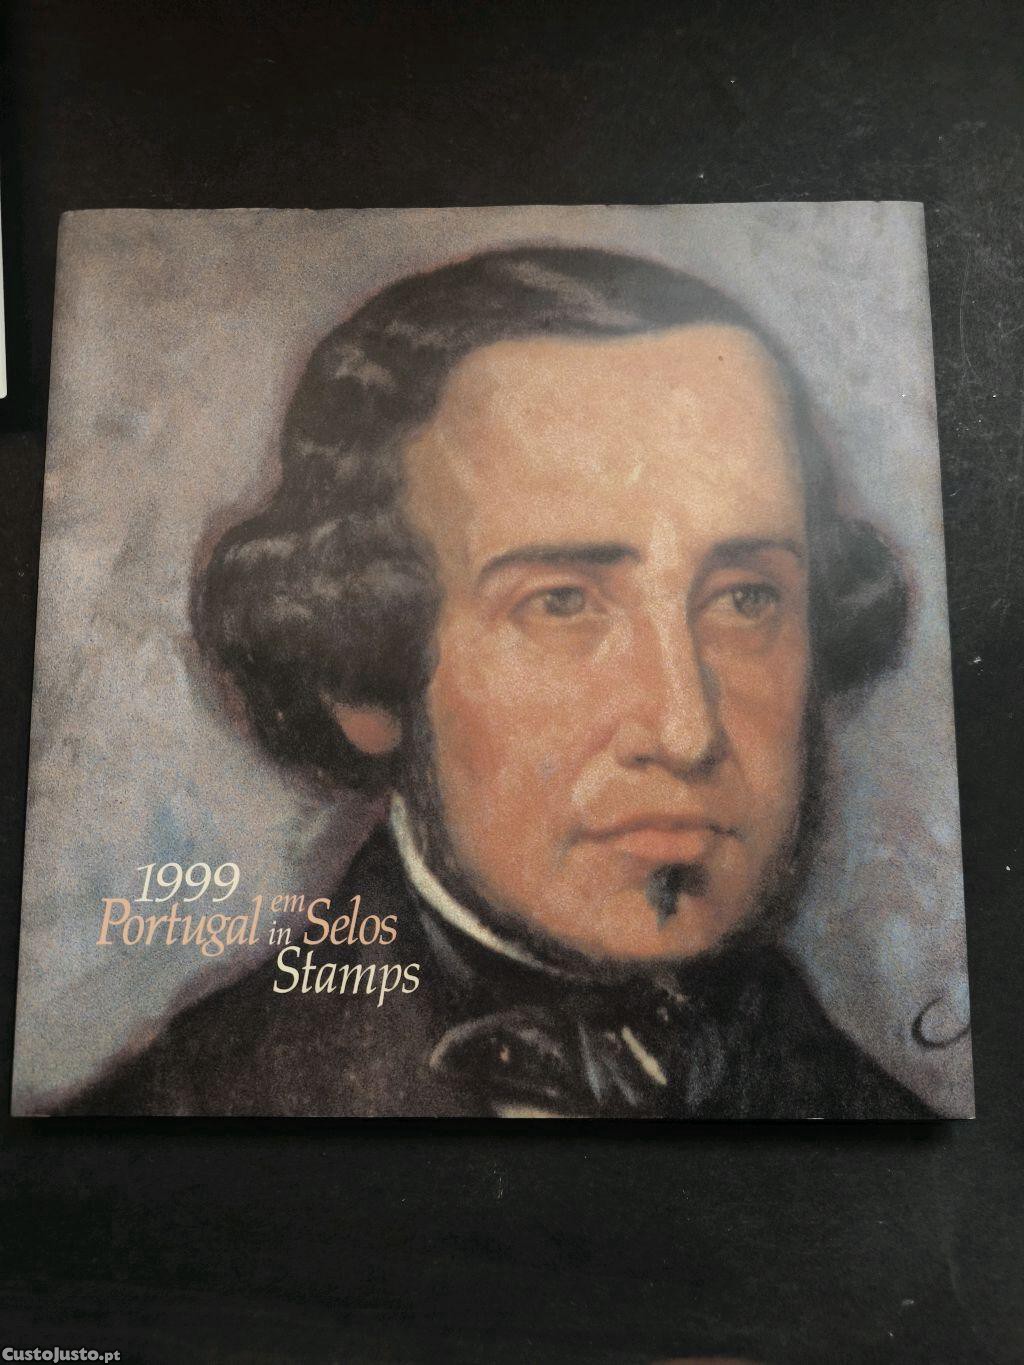 1999
Portugal em Selos
in
Stamps
CustoJusto.pt